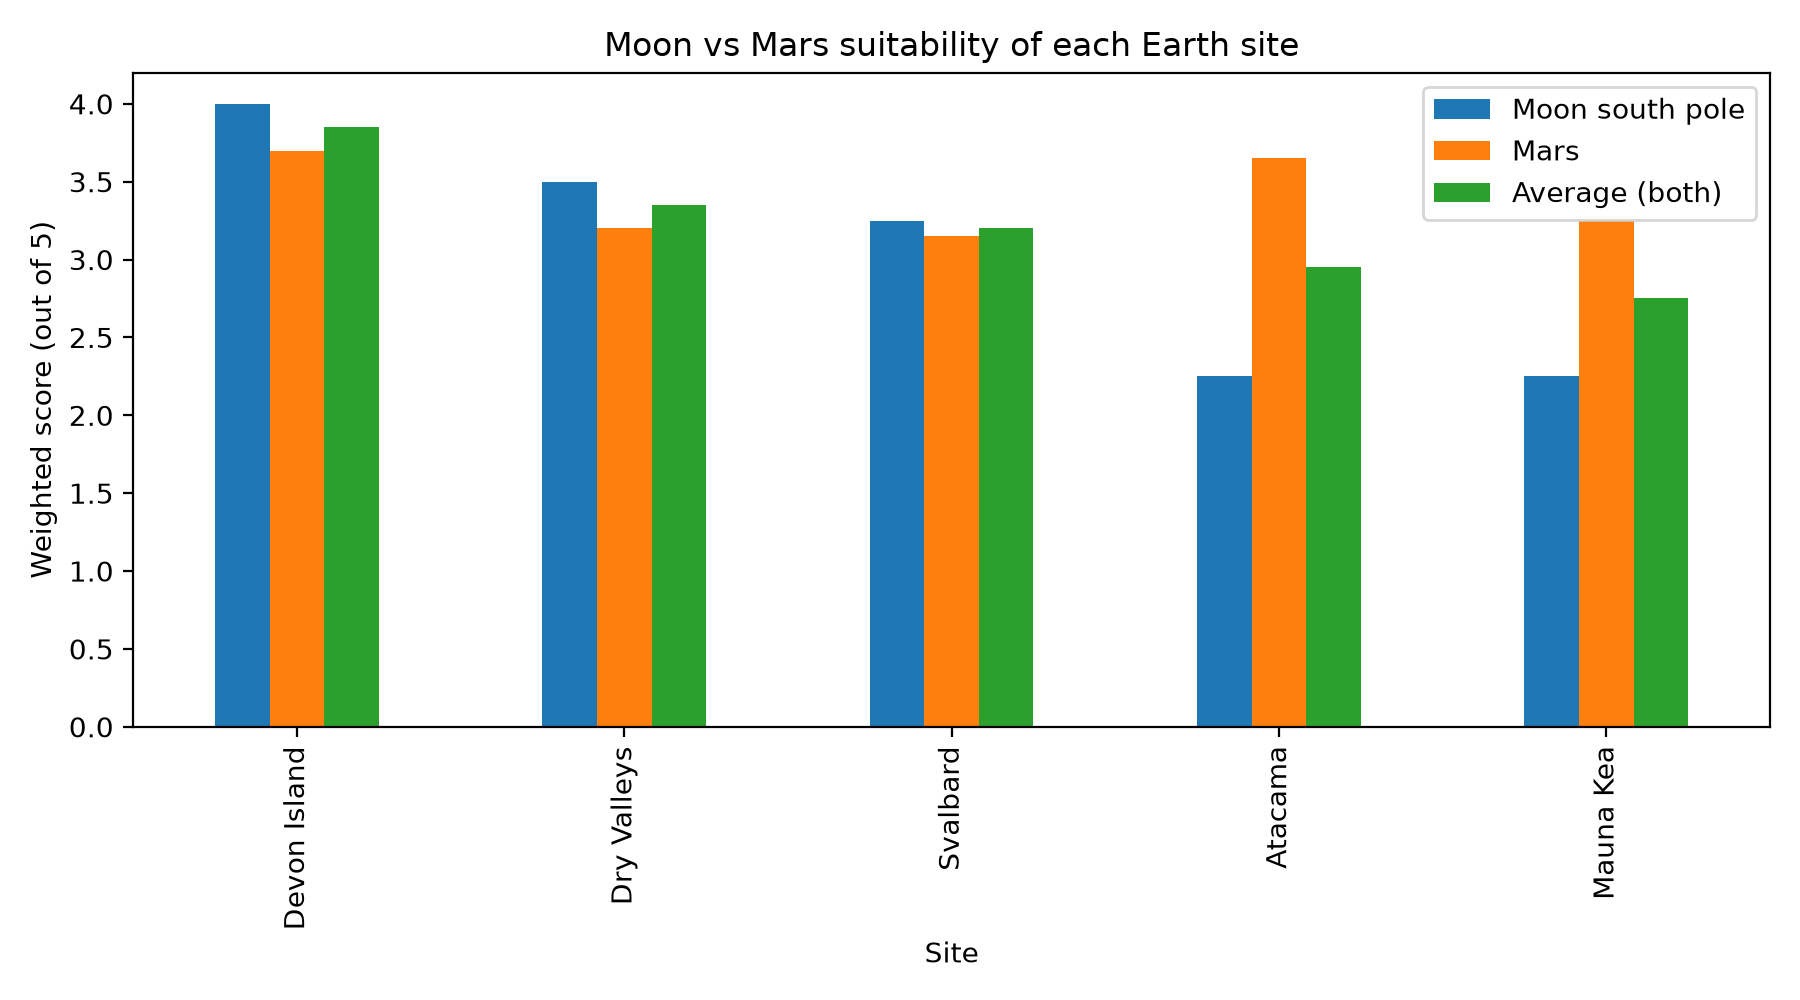 Moon vs Mars suitability of each Earth site
Moon south pole
Mars
Average (both)
Weighted score (out of 5)
4.0
3.5
3.0
2.5
2.0
1.5
1.0
0.5
0.0
Devon Island
Dry Valleys
Svalbard
Atacama
Mauna Kea
Site